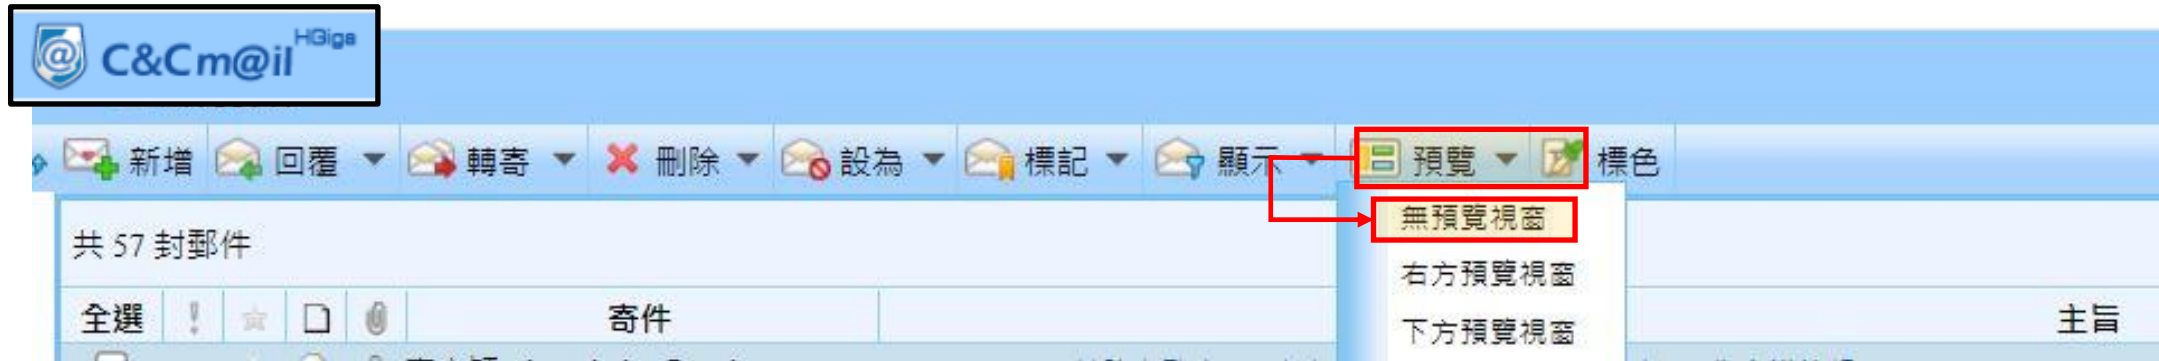 C&Cm@il HGiga
新增 回覆 轉寄 刪除 設為 標記 顯示 預覽 標色
無預覽視窗
共 57 封郵件
右方預覽視窗
全選 寄件 主旨
下方預覽視窗